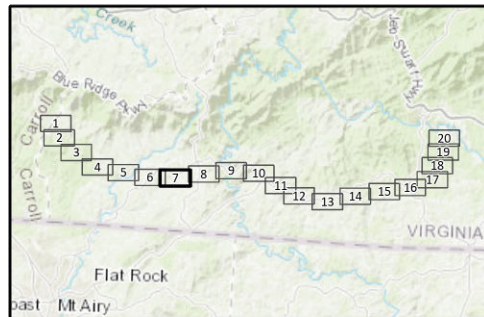 Creek
Jeb Stuart Hwy
Blue Ridge Pkwy
Carroll
Carroll
1
2
3
4
5
6
7
8
9
10
11
12
13
14
15
16
17
18
19
20
VIRGINIA
Flat Rock
oast Mt Airy